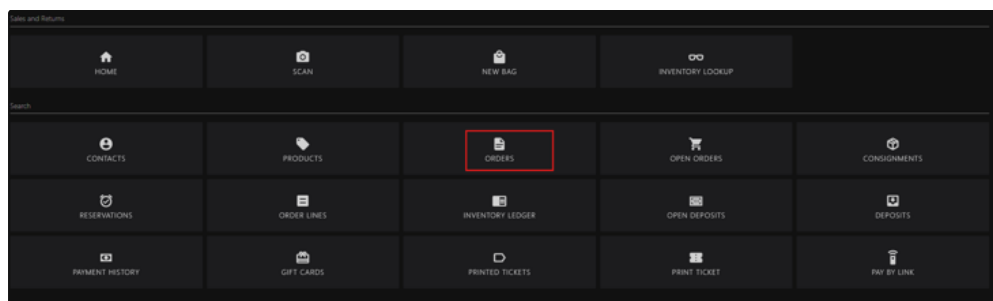 Sales and Returns
HOME
SCAN
NEW BAG
INVENTORY LOOKUP
Search
CONTACTS
PRODUCTS
ORDERS
OPEN ORDERS
CONSIGNMENTS
RESERVATIONS
ORDER LINES
INVENTORY LEDGER
OPEN DEPOSITS
DEPOSITS
PAYMENT HISTORY
GIFT CARDS
PRINTED TICKETS
PRINT TICKET
PAY BY LINK